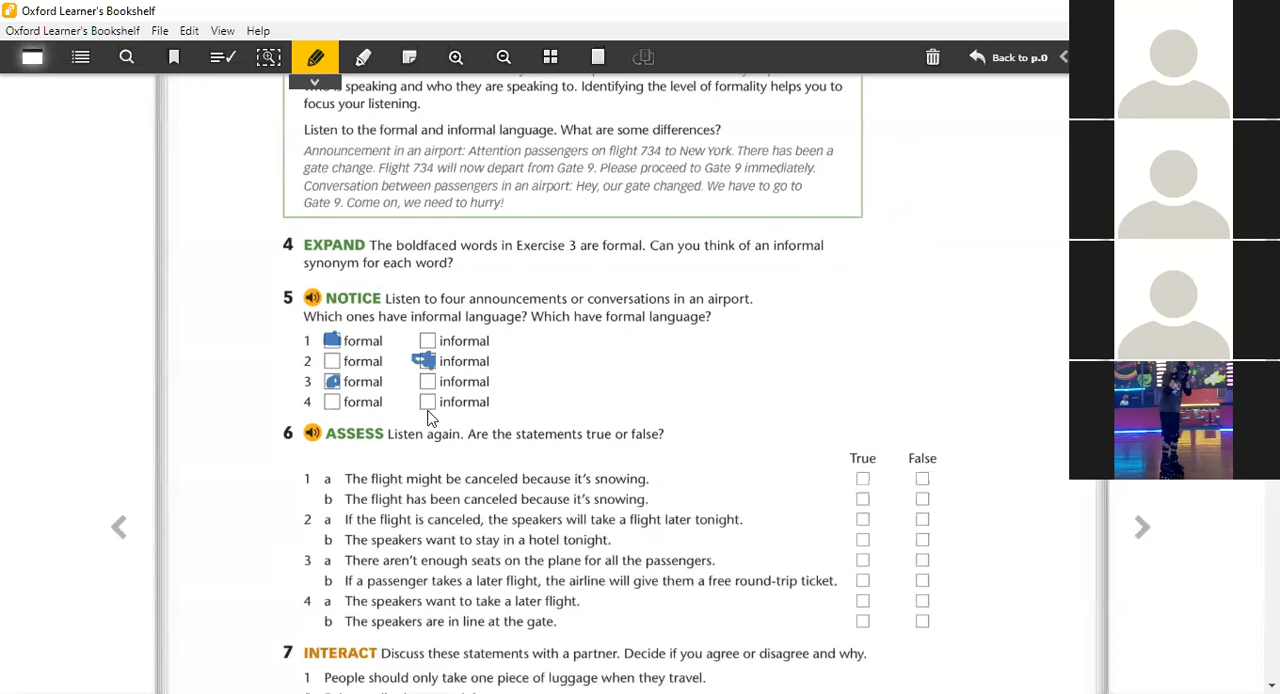 Oxford Learner's Bookshelf
Oxford Learner's Bookshelf File Edit View Help
Back to p.0
is speaking and who they are speaking to. Identifying the level of formality helps you to
focus your listening.
Listen to the formal and informal language. What are some differences?
Announcement in an airport: Attention passengers on flight 734 to New York. There has been a
gate change. Flight 734 will now depart from Gate 9. Please proceed to Gate 9 immediately.
Conversation between passengers in an airport: Hey, our gate changed. We have to go to
Gate 9. Come on, we need to hurry!
4 EXPAND The boldfaced words in Exercise 3 are formal. Can you think of an informal
synonym for each word?
5 NOTICE Listen to four announcements or conversations in an airport.
Which ones have informal language? Which have formal language?
1 formal informal
2 formal informal
3 formal informal
4 formal informal
6 ASSESS Listen again. Are the statements true or false?
True False
1 a The flight might be canceled because it's snowing.
b The flight has been canceled because it's snowing.
2 a If the flight is canceled, the speakers will take a flight later tonight.
b The speakers want to stay in a hotel tonight.
3 a There aren't enough seats on the plane for all the passengers.
b If a passenger takes a later flight, the airline will give them a free round-trip ticket.
4 a The speakers want to take a later flight.
b The speakers are in line at the gate.
7 INTERACT Discuss these statements with a partner. Decide if you agree or disagree and why.
1 People should only take one piece of luggage when they travel.